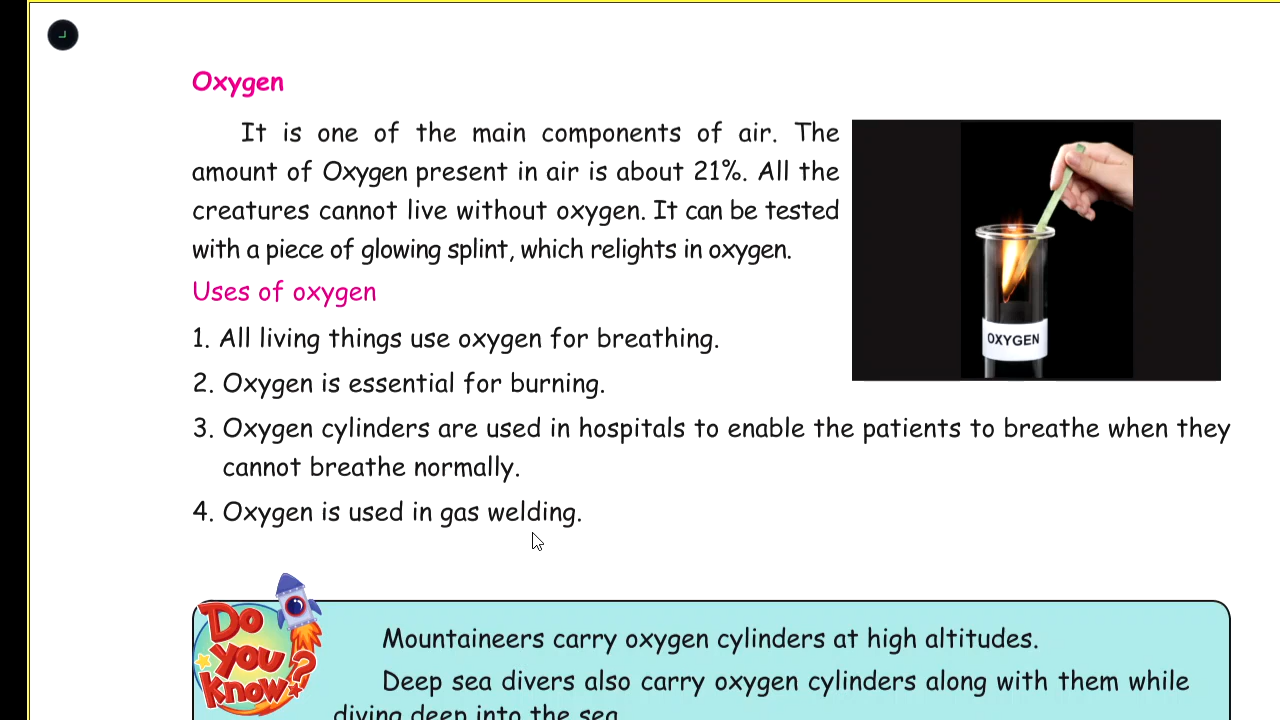 Oxygen
It is one of the main components of air. The
amount of Oxygen present in air is about 21%. All the
creatures cannot live without oxygen. It can be tested
with a piece of glowing splint, which relights in oxygen.
OXYGEN
Uses of oxygen
1. All living things use oxygen for breathing.
2. Oxygen is essential for burning.
3. Oxygen cylinders are used in hospitals to enable the patients to breathe when they
cannot breathe normally.
4. Oxygen is used in gas welding.
Do
you
know?
Mountaineers carry oxygen cylinders at high altitudes.
Deep sea divers also carry oxygen cylinders along with them while
diving deep into the sea